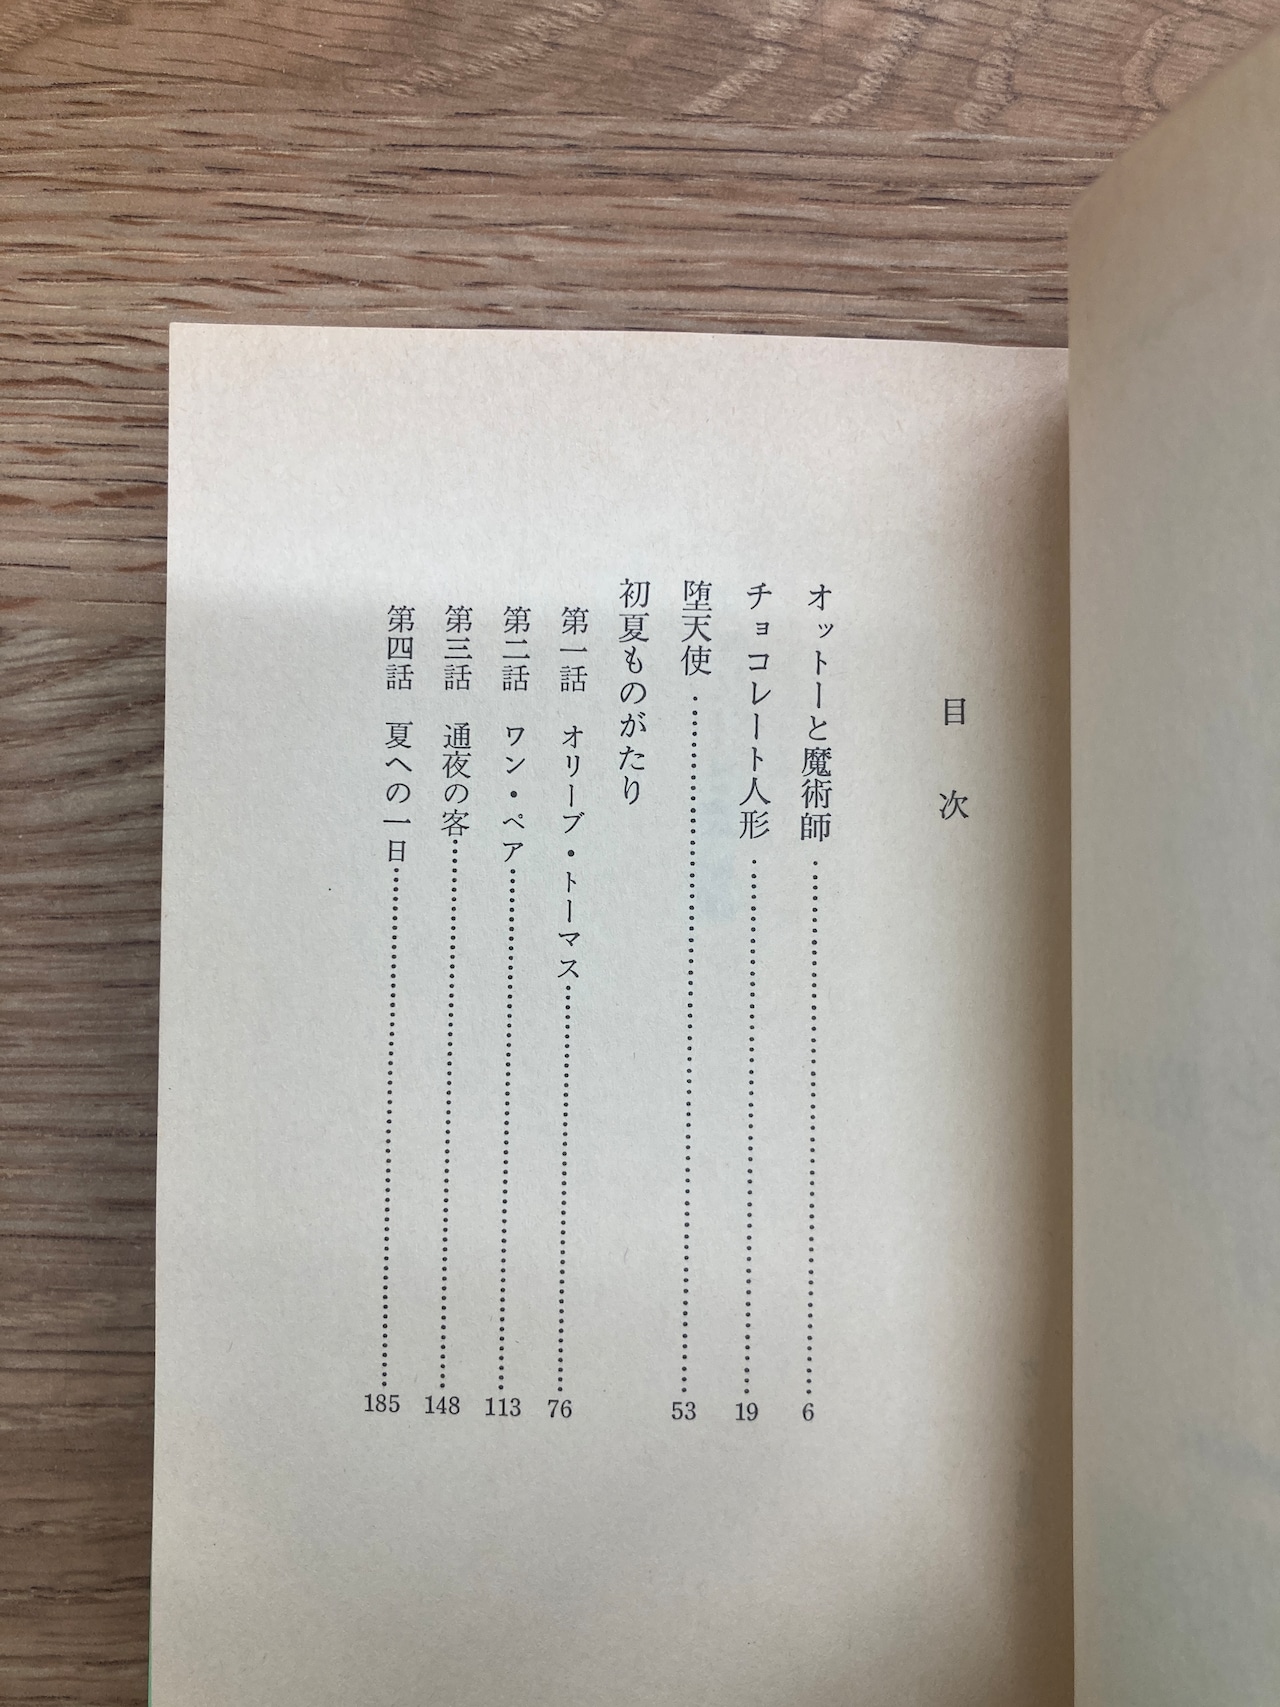 目次
オットーと魔術師……6
チョコレート人形……19
堕天使……53
初夏ものがたり
第一話 オリーブ・トーマス……76
第二話 ワン・ペア……113
第三話 通夜の客……148
第四話 夏への一日……185